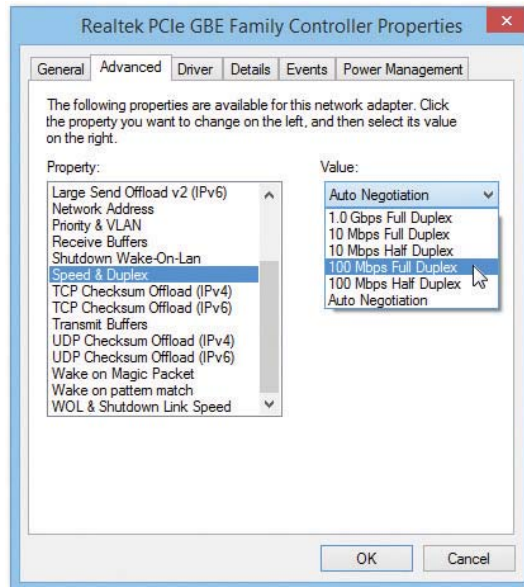 Realtek PCIe GBE Family Controller Properties
General Advanced Driver Details Events Power Management
The following properties are available for this network adapter. Click
the property you want to change on the left, and then select its value
on the right.
Property:
Large Send Offload v2 (IPv6)
Network Address
Priority & VLAN
Receive Buffers
Shutdown Wake-On-Lan
Speed & Duplex
TCP Checksum Offload (IPv4)
TCP Checksum Offload (IPv6)
Transmit Buffers
UDP Checksum Offload (IPv4)
UDP Checksum Offload (IPv6)
Wake on Magic Packet
Wake on pattern match
WOL & Shutdown Link Speed
Value:
Auto Negotiation
1.0 Gbps Full Duplex
10 Mbps Full Duplex
10 Mbps Half Duplex
100 Mbps Full Duplex
100 Mbps Half Duplex
Auto Negotiation
OK Cancel